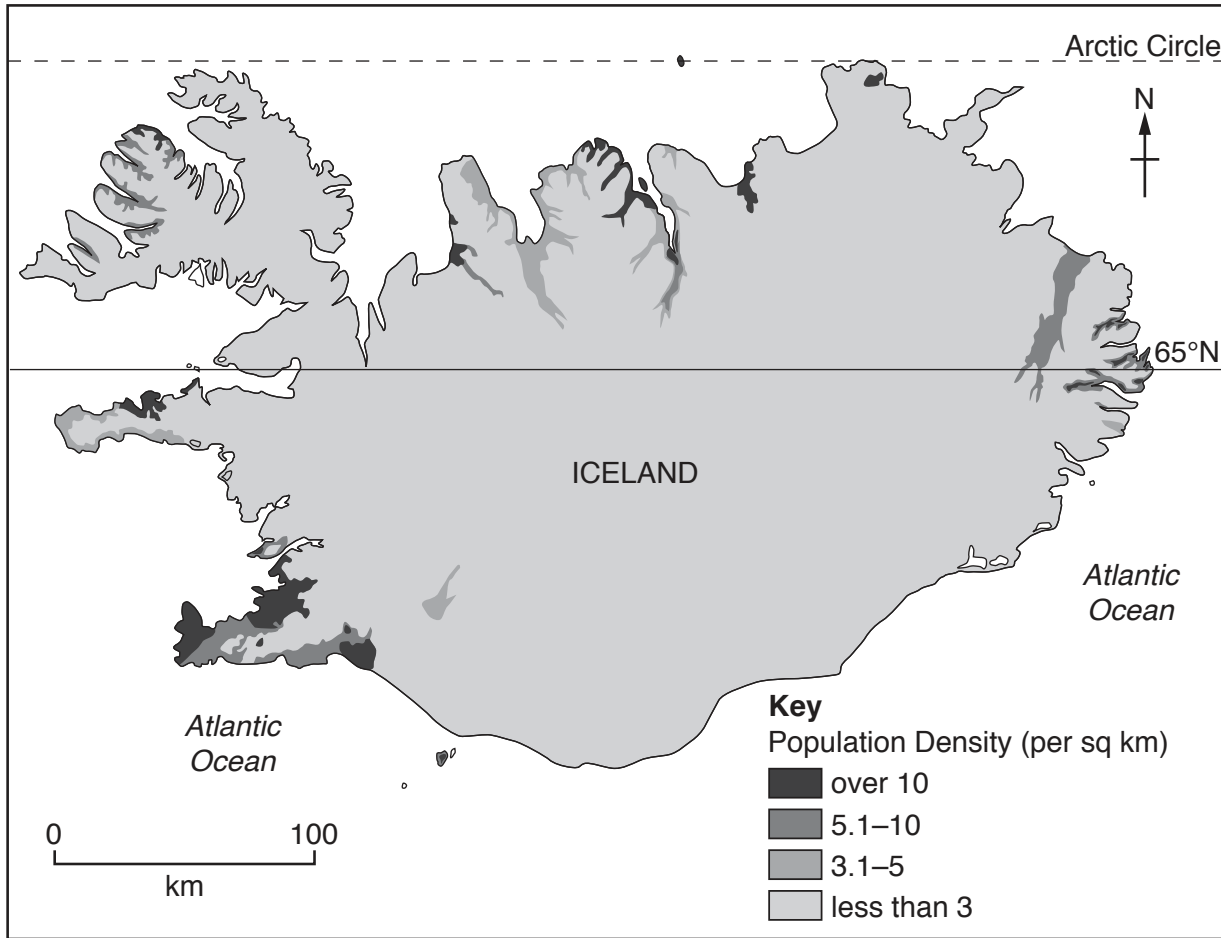 Arctic Circle
N
65°N
ICELAND
Atlantic
Ocean
Atlantic
Ocean
Key
Population Density (per sq km)
over 10
5.1–10
3.1–5
less than 3
0 100
km